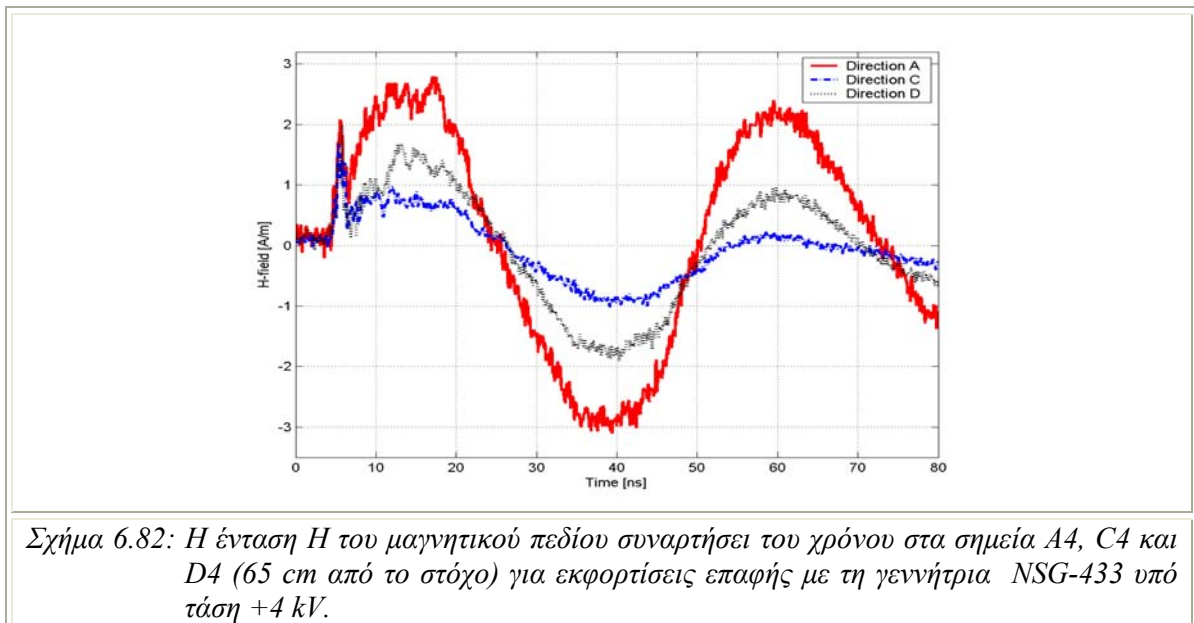 3
2
1
0
-1
-2
-3
H-field [A/m]
Direction A
Direction C
Direction D
0 10 20 30 40 50 60 70 80
Time [ns]
Σχήμα 6.82: Η ένταση Η του μαγνητικού πεδίου συναρτήσει του χρόνου στα σημεία Α4, C4 και
D4 (65 cm από το στόχο) για εκφορτίσεις επαφής με τη γεννήτρια NSG-433 υπό
τάση +4 kV.